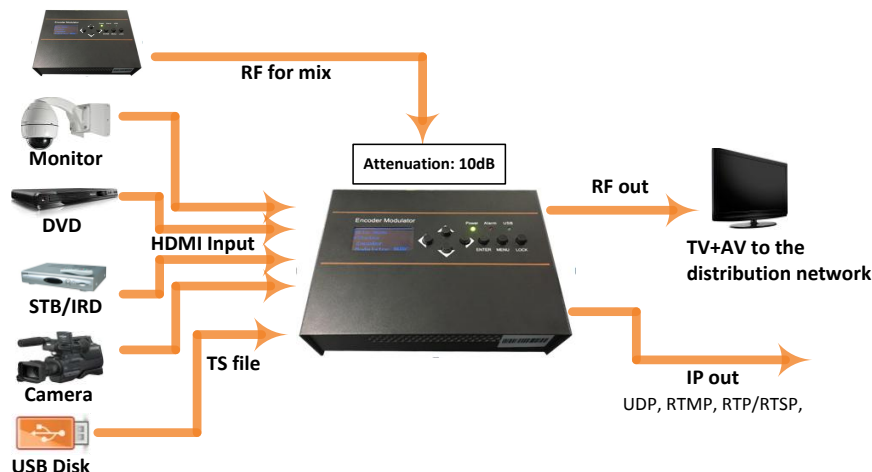 Encoder Modulator
RF for mix
Monitor
Attenuation: 10dB
DVD
HDMI Input
STB/IRD
Camera
TS file
USB Disk
Encoder Modulator
Power Alarm USB
ENTER MENU LOCK
RF out
TV+AV to the
distribution network
IP out
UDP, RTMP, RTP/RTSP,